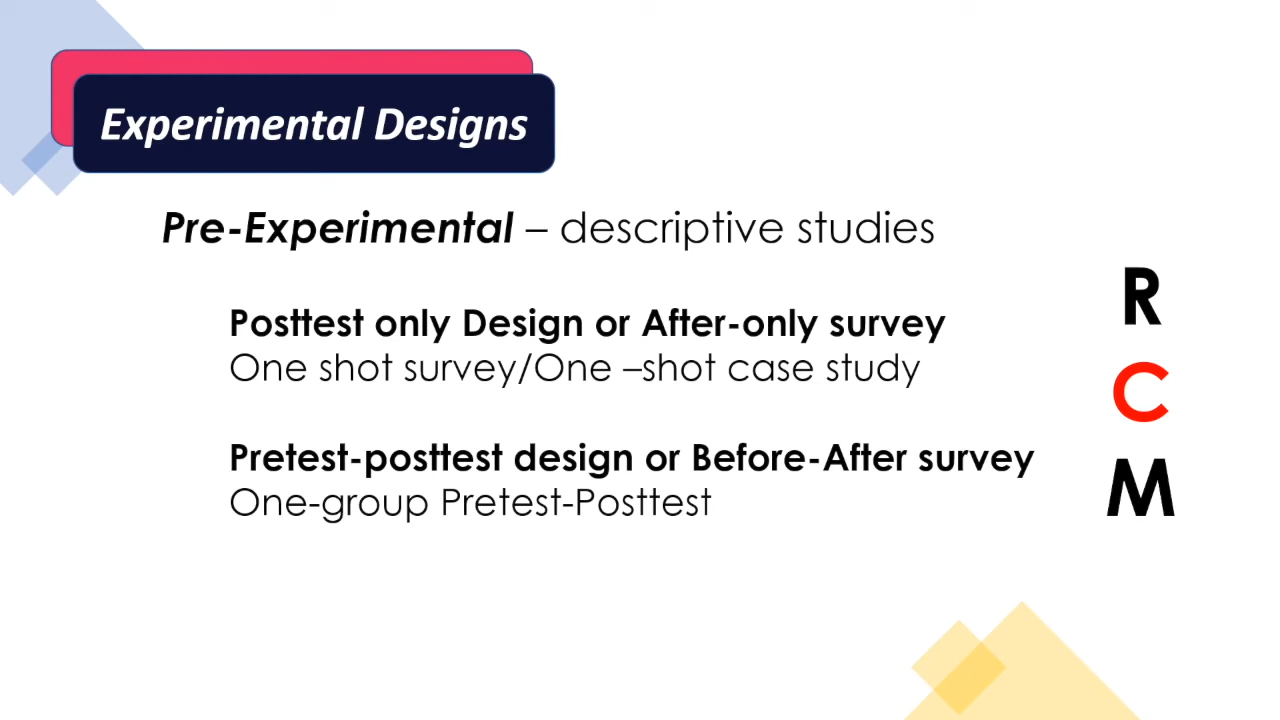 Experimental Designs
Pre-Experimental – descriptive studies
Posttest only Design or After-only survey
One shot survey/One –shot case study
Pretest-posttest design or Before-After survey
One-group Pretest-Posttest
R
C
M